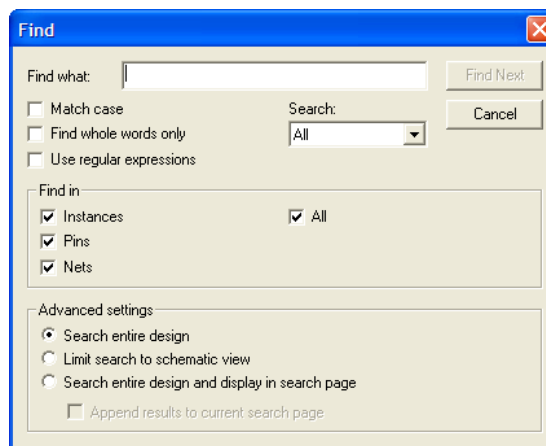 Find
Find what:
Find Next
Match case
Search:
Cancel
Find whole words only
All
Use regular expressions
Find in
Instances
All
Pins
Nets
Advanced settings
Search entire design
Limit search to schematic view
Search entire design and display in search page
Append results to current search page